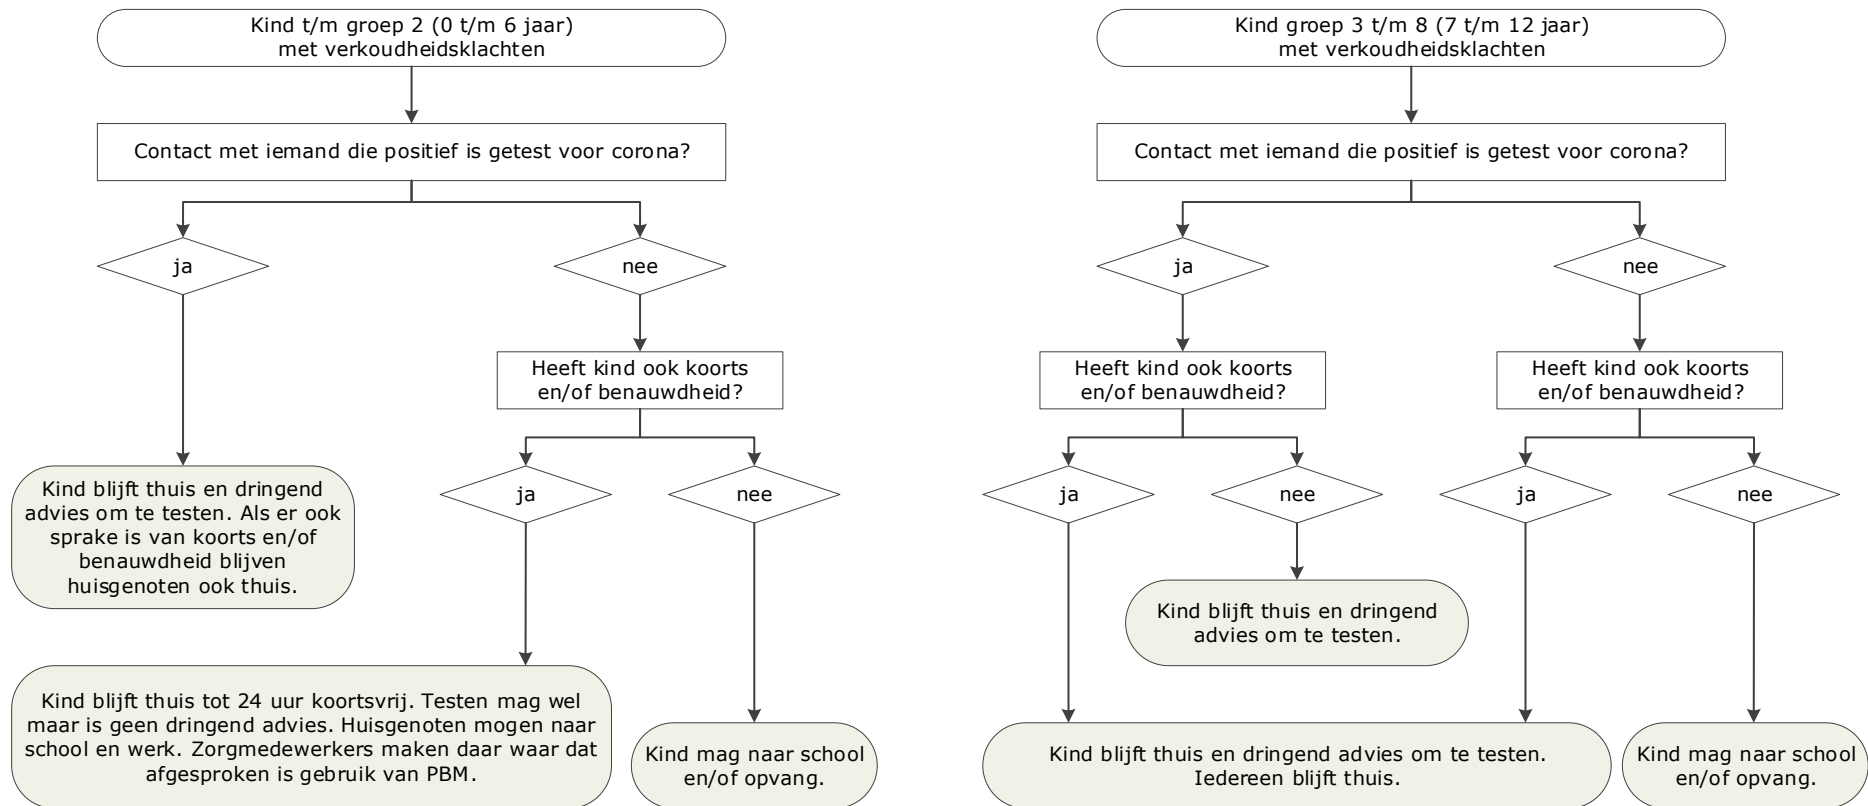 Kind t/m groep 2 (0 t/m 6 jaar)
met verkoudheidsklachten
Contact met iemand die positief is getest voor corona?
ja
nee
Heeft kind ook koorts
en/of benauwdheid?
ja
nee
Kind blijft thuis en dringend
advies om te testen. Als er ook
sprake is van koorts en/of
benauwdheid blijven
huisgenoten ook thuis.
Kind blijft thuis tot 24 uur koortsvrij. Testen mag wel
maar is geen dringend advies. Huisgenoten mogen naar
school en werk. Zorgmedewerkers maken daar waar dat
afgesproken is gebruik van PBM.
Kind mag naar school
en/of opvang.
Kind groep 3 t/m 8 (7 t/m 12 jaar)
met verkoudheidsklachten
Contact met iemand die positief is getest voor corona?
ja
nee
Heeft kind ook koorts
en/of benauwdheid?
Heeft kind ook koorts
en/of benauwdheid?
ja
nee
ja
nee
Kind blijft thuis en dringend
advies om te testen.
Kind blijft thuis en dringend advies om te testen.
Iedereen blijft thuis.
Kind mag naar school
en/of opvang.